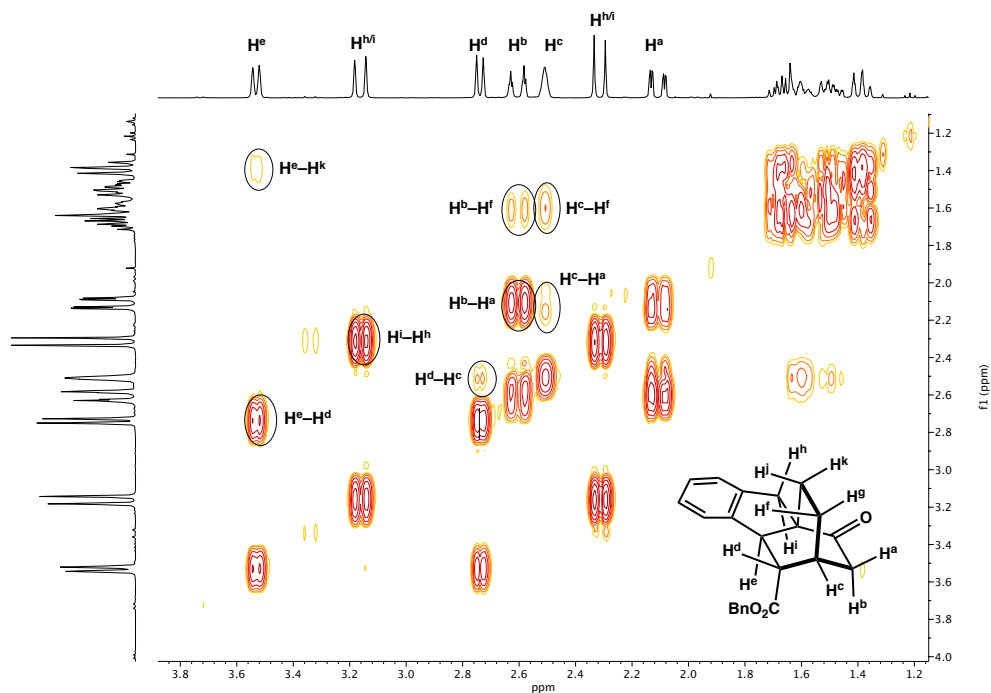 Hᵉ Hʰ/ⁱ Hᵈ Hᵇ Hᶜ Hʰ/ⁱ Hᵃ
Hᵉ–Hᵏ
Hᵇ–Hᶠ Hᶜ–Hᶠ
Hᶜ–Hᵃ
Hᵇ–Hᵃ
Hⁱ–Hʰ
Hᵈ–Hᶜ
Hᵉ–Hᵈ
Hʰ
Hʲ Hᵏ
Hᶠ Hᵍ
O
Hᵈ Hⁱ Hᵃ
Hᵉ Hᶜ
BnO₂C Hᵇ
1.2
1.4
1.6
1.8
2.0
2.2
2.4
2.6
2.8
3.0
3.2
3.4
3.6
3.8
4.0
f1 (ppm)
3.8 3.6 3.4 3.2 3.0 2.8 2.6 2.4 2.2 2.0 1.8 1.6 1.4 1.2
ppm